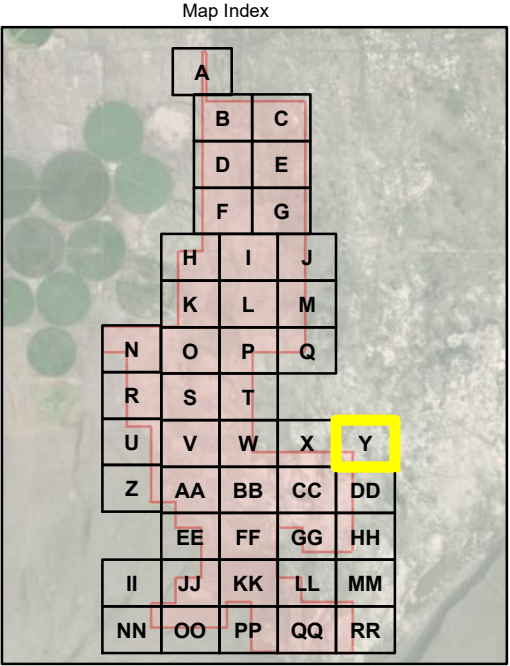 Map Index
A
B C
D E
F G
H I J
K L M
N O P Q
R S T
U V W X Y
Z AA BB CC DD
EE FF GG HH
II JJ KK LL MM
NN OO PP QQ RR